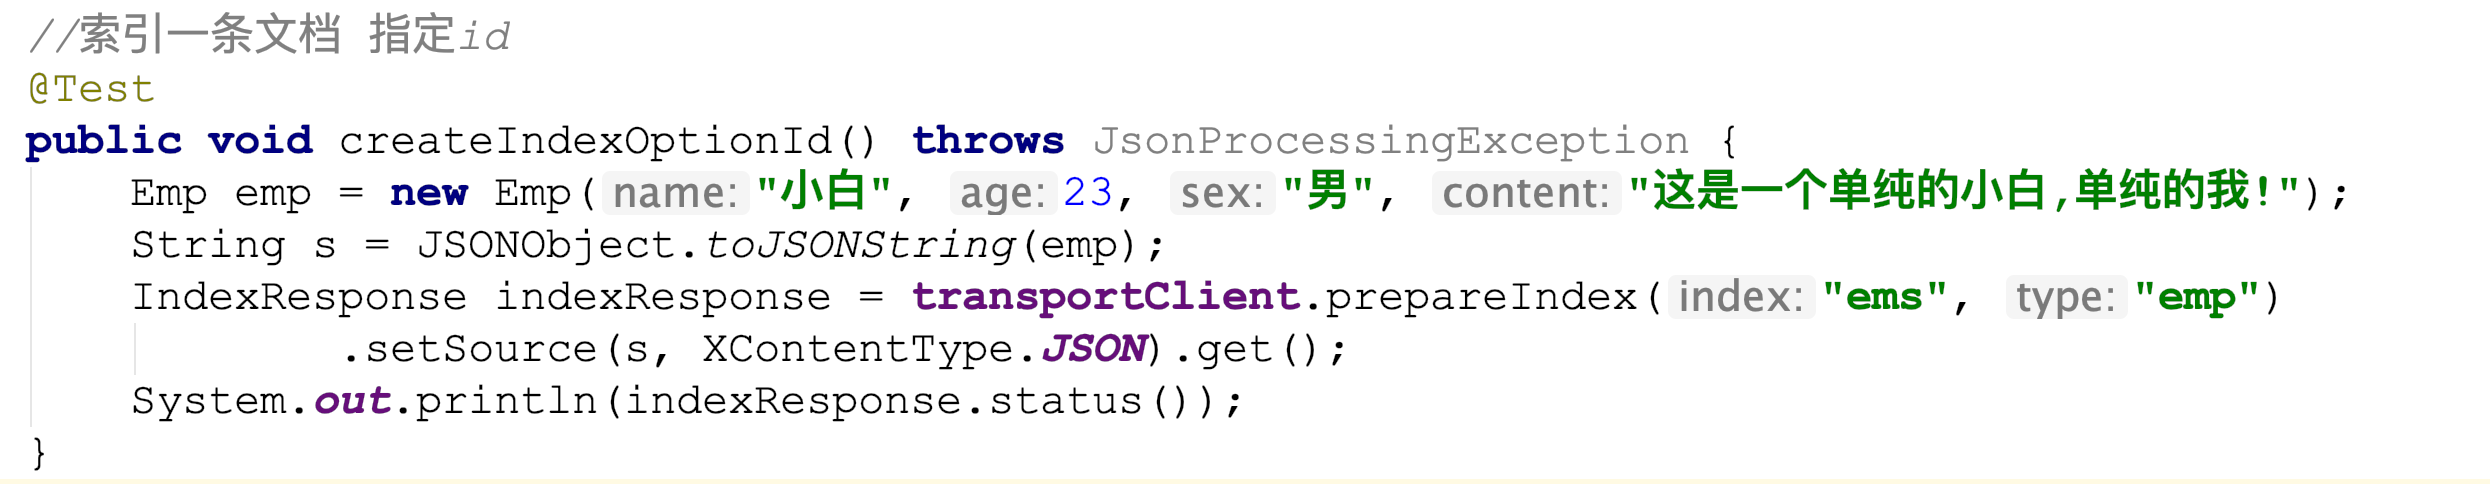 //索引一条文档 指定id
@Test
public void createIndexOptionId() throws JsonProcessingException {
    Emp emp = new Emp( name: "小白", age: 23, sex: "男", content: "这是一个单纯的小白,单纯的我!");
    String s = JSONObject.toJSONString(emp);
    IndexResponse indexResponse = transportClient.prepareIndex( index: "ems", type: "emp")
            .setSource(s, XContentType.JSON).get();
    System.out.println(indexResponse.status());
}